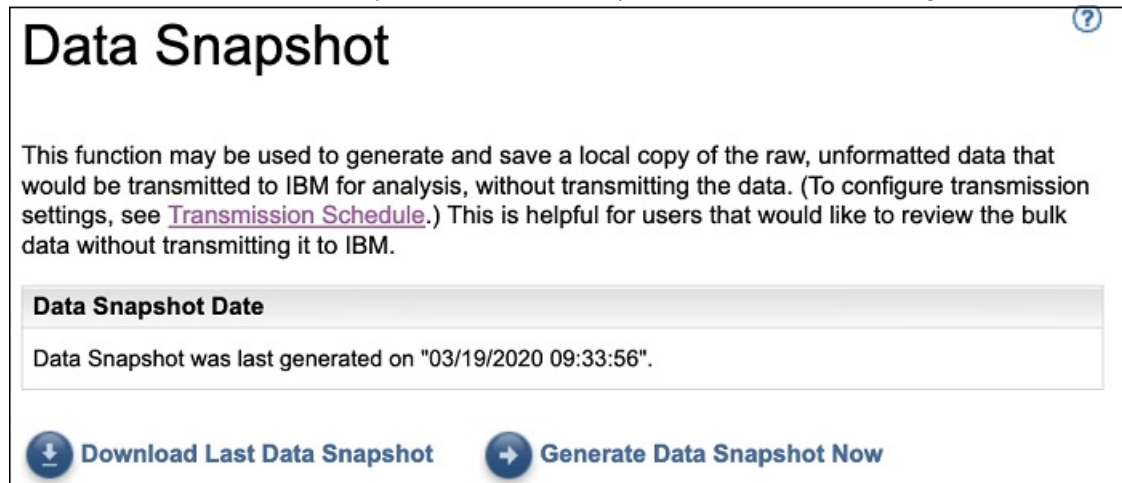 Data Snapshot
?
This function may be used to generate and save a local copy of the raw, unformatted data that
would be transmitted to IBM for analysis, without transmitting the data. (To configure transmission
settings, see Transmission Schedule.) This is helpful for users that would like to review the bulk
data without transmitting it to IBM.
Data Snapshot Date
Data Snapshot was last generated on "03/19/2020 09:33:56".
Download Last Data Snapshot Generate Data Snapshot Now